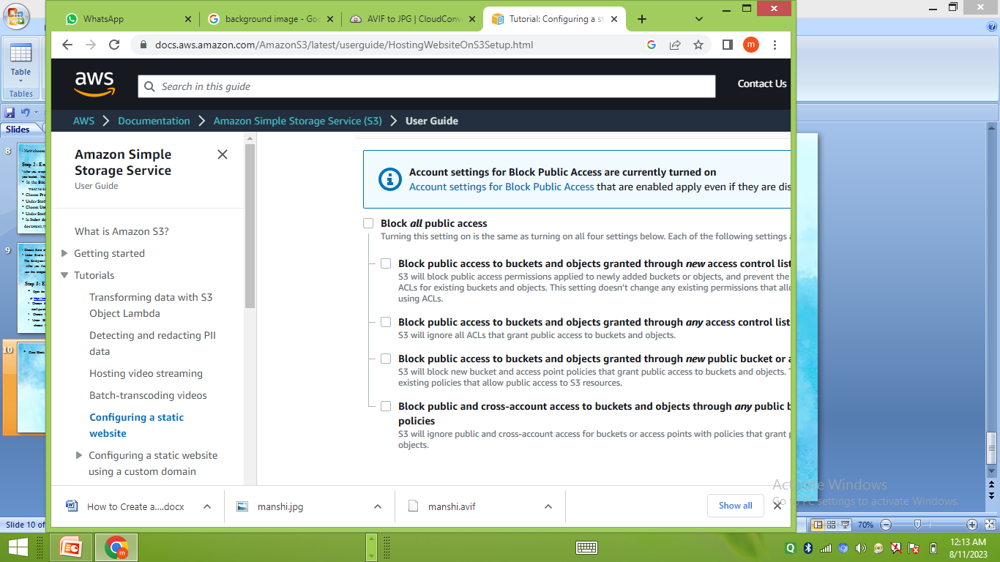 WhatsApp
background image - Goo
AVIF to JPG | CloudConv
Tutorial: Configuring a st
docs.aws.amazon.com/AmazonS3/latest/userguide/HostingWebsiteOnS3Setup.html
m
Table
Tables
Slides
aws
Search in this guide
Contact Us
AWS > Documentation > Amazon Simple Storage Service (S3) > User Guide
Amazon Simple
Storage Service
User Guide
What is Amazon S3?
Getting started
Tutorials
Transforming data with S3
Object Lambda
Detecting and redacting PII
data
Hosting video streaming
Batch-transcoding videos
Configuring a static
website
Configuring a static website
using a custom domain
Account settings for Block Public Access are currently turned on
Account settings for Block Public Access that are enabled apply even if they are dis
Block all public access
Turning this setting on is the same as turning on all four settings below. Each of the following settings a
Block public access to buckets and objects granted through new access control list
S3 will block public access permissions applied to newly added buckets or objects, and prevent the
ACLs for existing buckets and objects. This setting doesn't change any existing permissions that allo
using ACLs.
Block public access to buckets and objects granted through any access control list
S3 will ignore all ACLs that grant public access to buckets and objects.
Block public access to buckets and objects granted through new public bucket or a
S3 will block new bucket and access point policies that grant public access to buckets and objects. T
existing policies that allow public access to S3 resources.
Block public and cross-account access to buckets and objects through any public b
policies
S3 will ignore public and cross-account access for buckets or access points with policies that grant p
objects.
8
Step 2: En
9
Step 3: E
10
How to Create a....docx
manshi.jpg
manshi.avif
Show all
Activate Windows
Go to PC settings to activate Windows.
Slide 10 of
70%
12:13 AM
8/11/2023